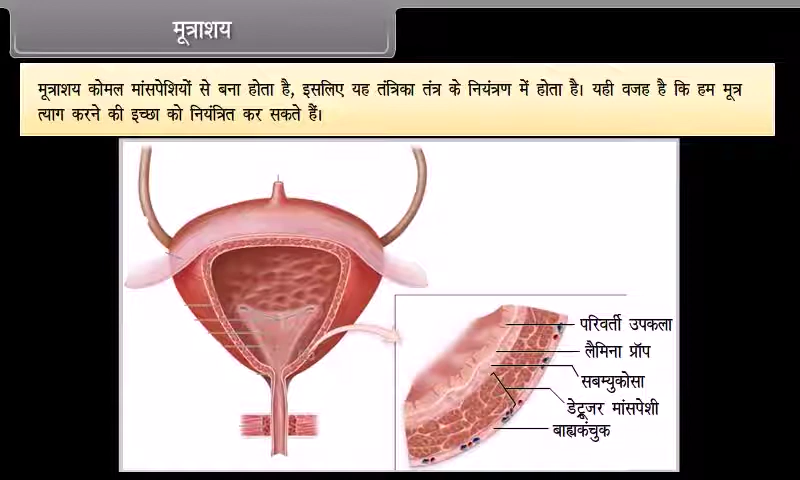 मूत्राशय
मूत्राशय कोमल मांसपेशियों से बना होता है, इसलिए यह तंत्रिका तंत्र के नियंत्रण में होता है। यही वजह है कि हम मूत्र
त्याग करने की इच्छा को नियंत्रित कर सकते हैं।
परिवर्ती उपकला
लैमिना प्रॉप
सबम्युकोसा
डेट्रूजर मांसपेशी
बाह्यकंचुक